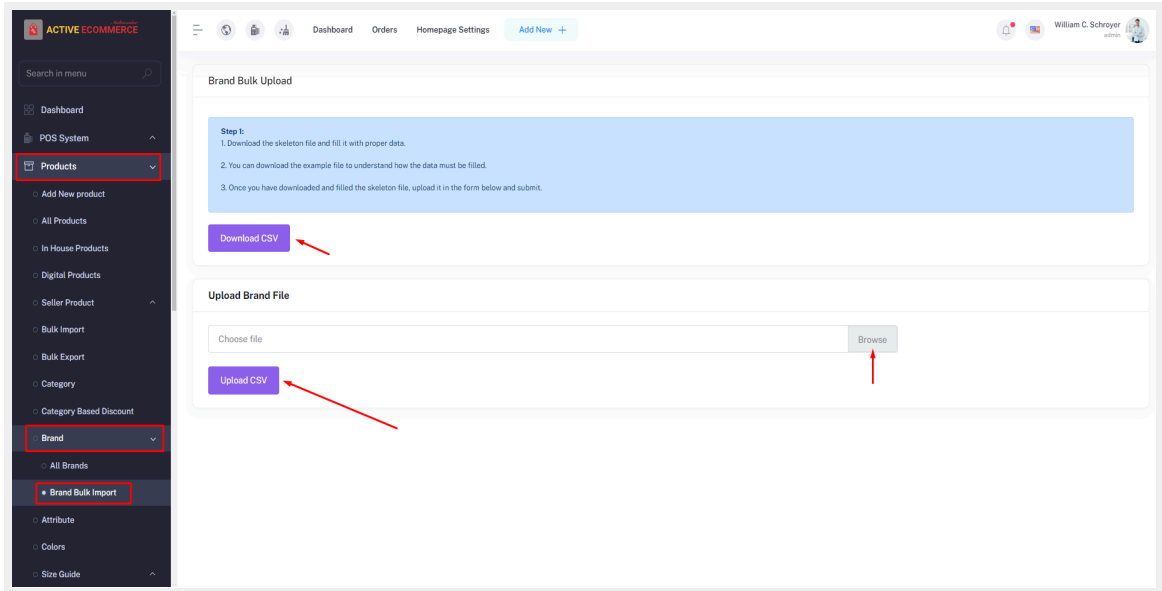 ACTIVE ECOMMERCE
Search in menu
Dashboard
POS System
Products
Add New product
All Products
In House Products
Digital Products
Seller Product
Bulk Import
Bulk Export
Category
Category Based Discount
Brand
All Brands
Brand Bulk Import
Attribute
Colors
Size Guide
Dashboard Orders Homepage Settings Add New +
William C. Schroyer
admin
Brand Bulk Upload
Step 1:
1. Download the skeleton file and fill it with proper data.
2. You can download the example file to understand how the data must be filled.
3. Once you have downloaded and filled the skeleton file, upload it in the form below and submit.
Download CSV
Upload Brand File
Choose file Browse
Upload CSV